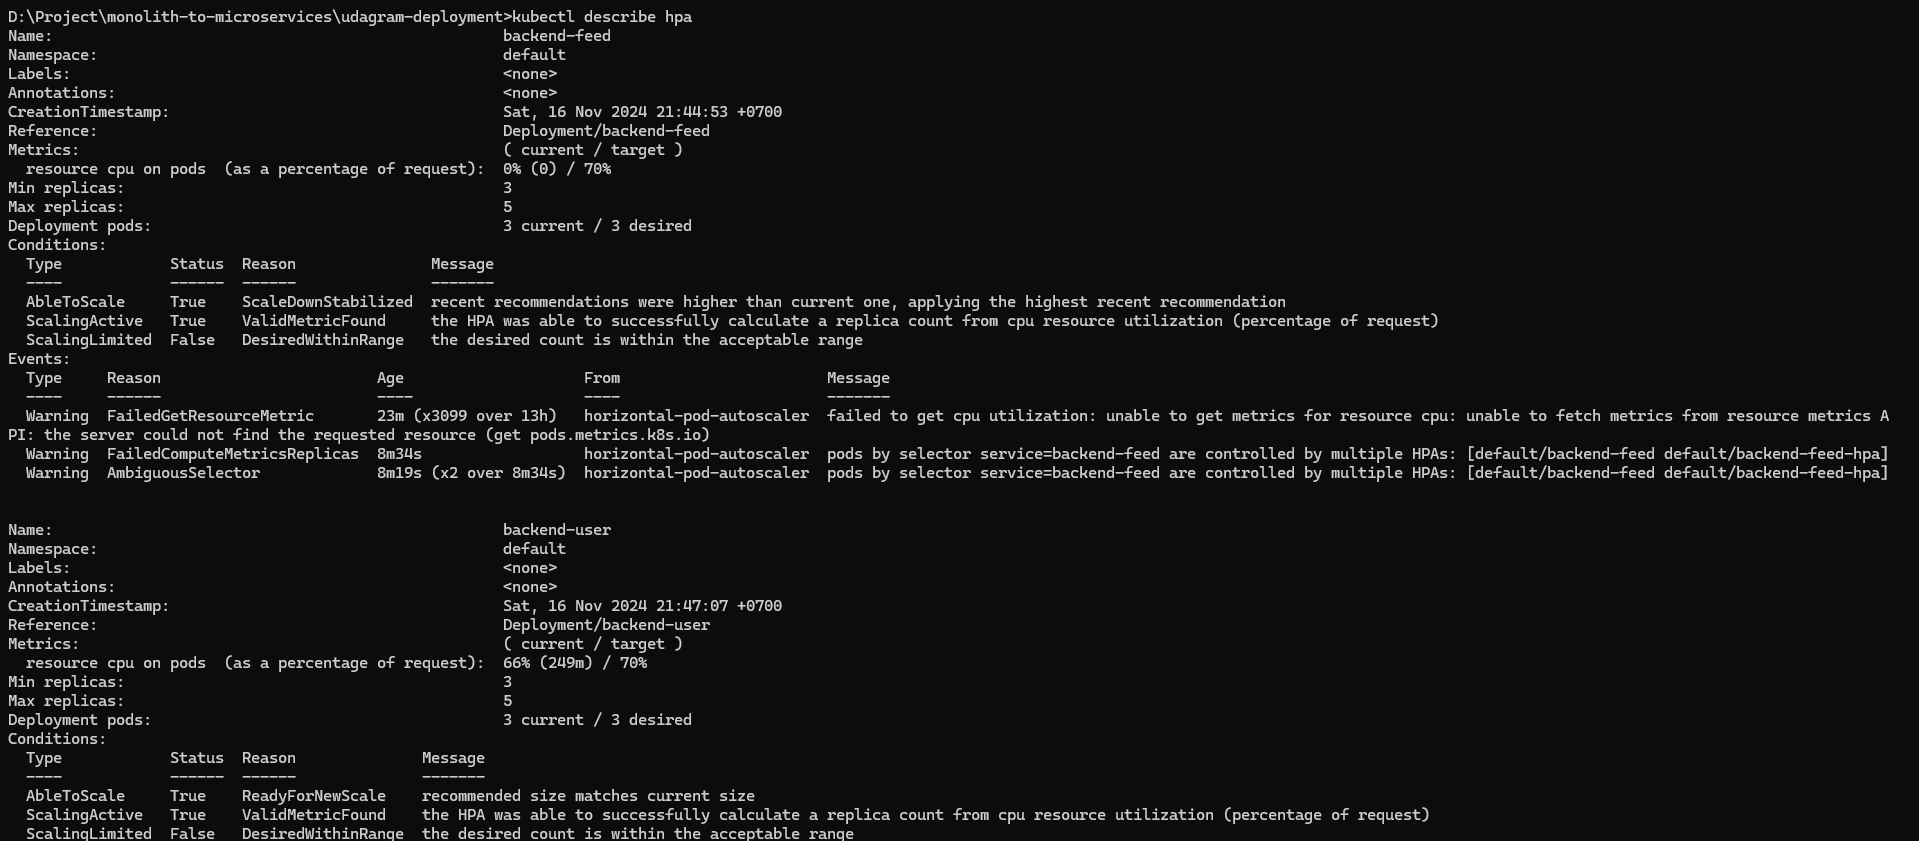 D:\Project\monolith-to-microservices\udagram-deployment>kubectl describe hpa
Name: backend-feed
Namespace: default
Labels: <none>
Annotations: <none>
CreationTimestamp: Sat, 16 Nov 2024 21:44:53 +0700
Reference: Deployment/backend-feed
Metrics: ( current / target )
  resource cpu on pods  (as a percentage of request):  0% (0) / 70%
Min replicas: 3
Max replicas: 5
Deployment pods: 3 current / 3 desired
Conditions:
  Type            Status  Reason               Message
  ----            ------  ------               -------
  AbleToScale     True    ScaleDownStabilized  recent recommendations were higher than current one, applying the highest recent recommendation
  ScalingActive   True    ValidMetricFound     the HPA was able to successfully calculate a replica count from cpu resource utilization (percentage of request)
  ScalingLimited  False   DesiredWithinRange   the desired count is within the acceptable range
Events:
  Type     Reason                        Age                    From                       Message
  ----     ------                        ----                   ----                       -------
  Warning  FailedGetResourceMetric       23m (x3099 over 13h)   horizontal-pod-autoscaler  failed to get cpu utilization: unable to get metrics for resource cpu: unable to fetch metrics from resource metrics A
PI: the server could not find the requested resource (get pods.metrics.k8s.io)
  Warning  FailedComputeMetricsReplicas  8m34s                  horizontal-pod-autoscaler  pods by selector service=backend-feed are controlled by multiple HPAs: [default/backend-feed default/backend-feed-hpa]
  Warning  AmbiguousSelector             8m19s (x2 over 8m34s)  horizontal-pod-autoscaler  pods by selector service=backend-feed are controlled by multiple HPAs: [default/backend-feed default/backend-feed-hpa]
Name: backend-user
Namespace: default
Labels: <none>
Annotations: <none>
CreationTimestamp: Sat, 16 Nov 2024 21:47:07 +0700
Reference: Deployment/backend-user
Metrics: ( current / target )
  resource cpu on pods  (as a percentage of request):  66% (249m) / 70%
Min replicas: 3
Max replicas: 5
Deployment pods: 3 current / 3 desired
Conditions:
  Type            Status  Reason              Message
  ----            ------  ------              -------
  AbleToScale     True    ReadyForNewScale    recommended size matches current size
  ScalingActive   True    ValidMetricFound    the HPA was able to successfully calculate a replica count from cpu resource utilization (percentage of request)
  ScalingLimited  False   DesiredWithinRange  the desired count is within the acceptable range